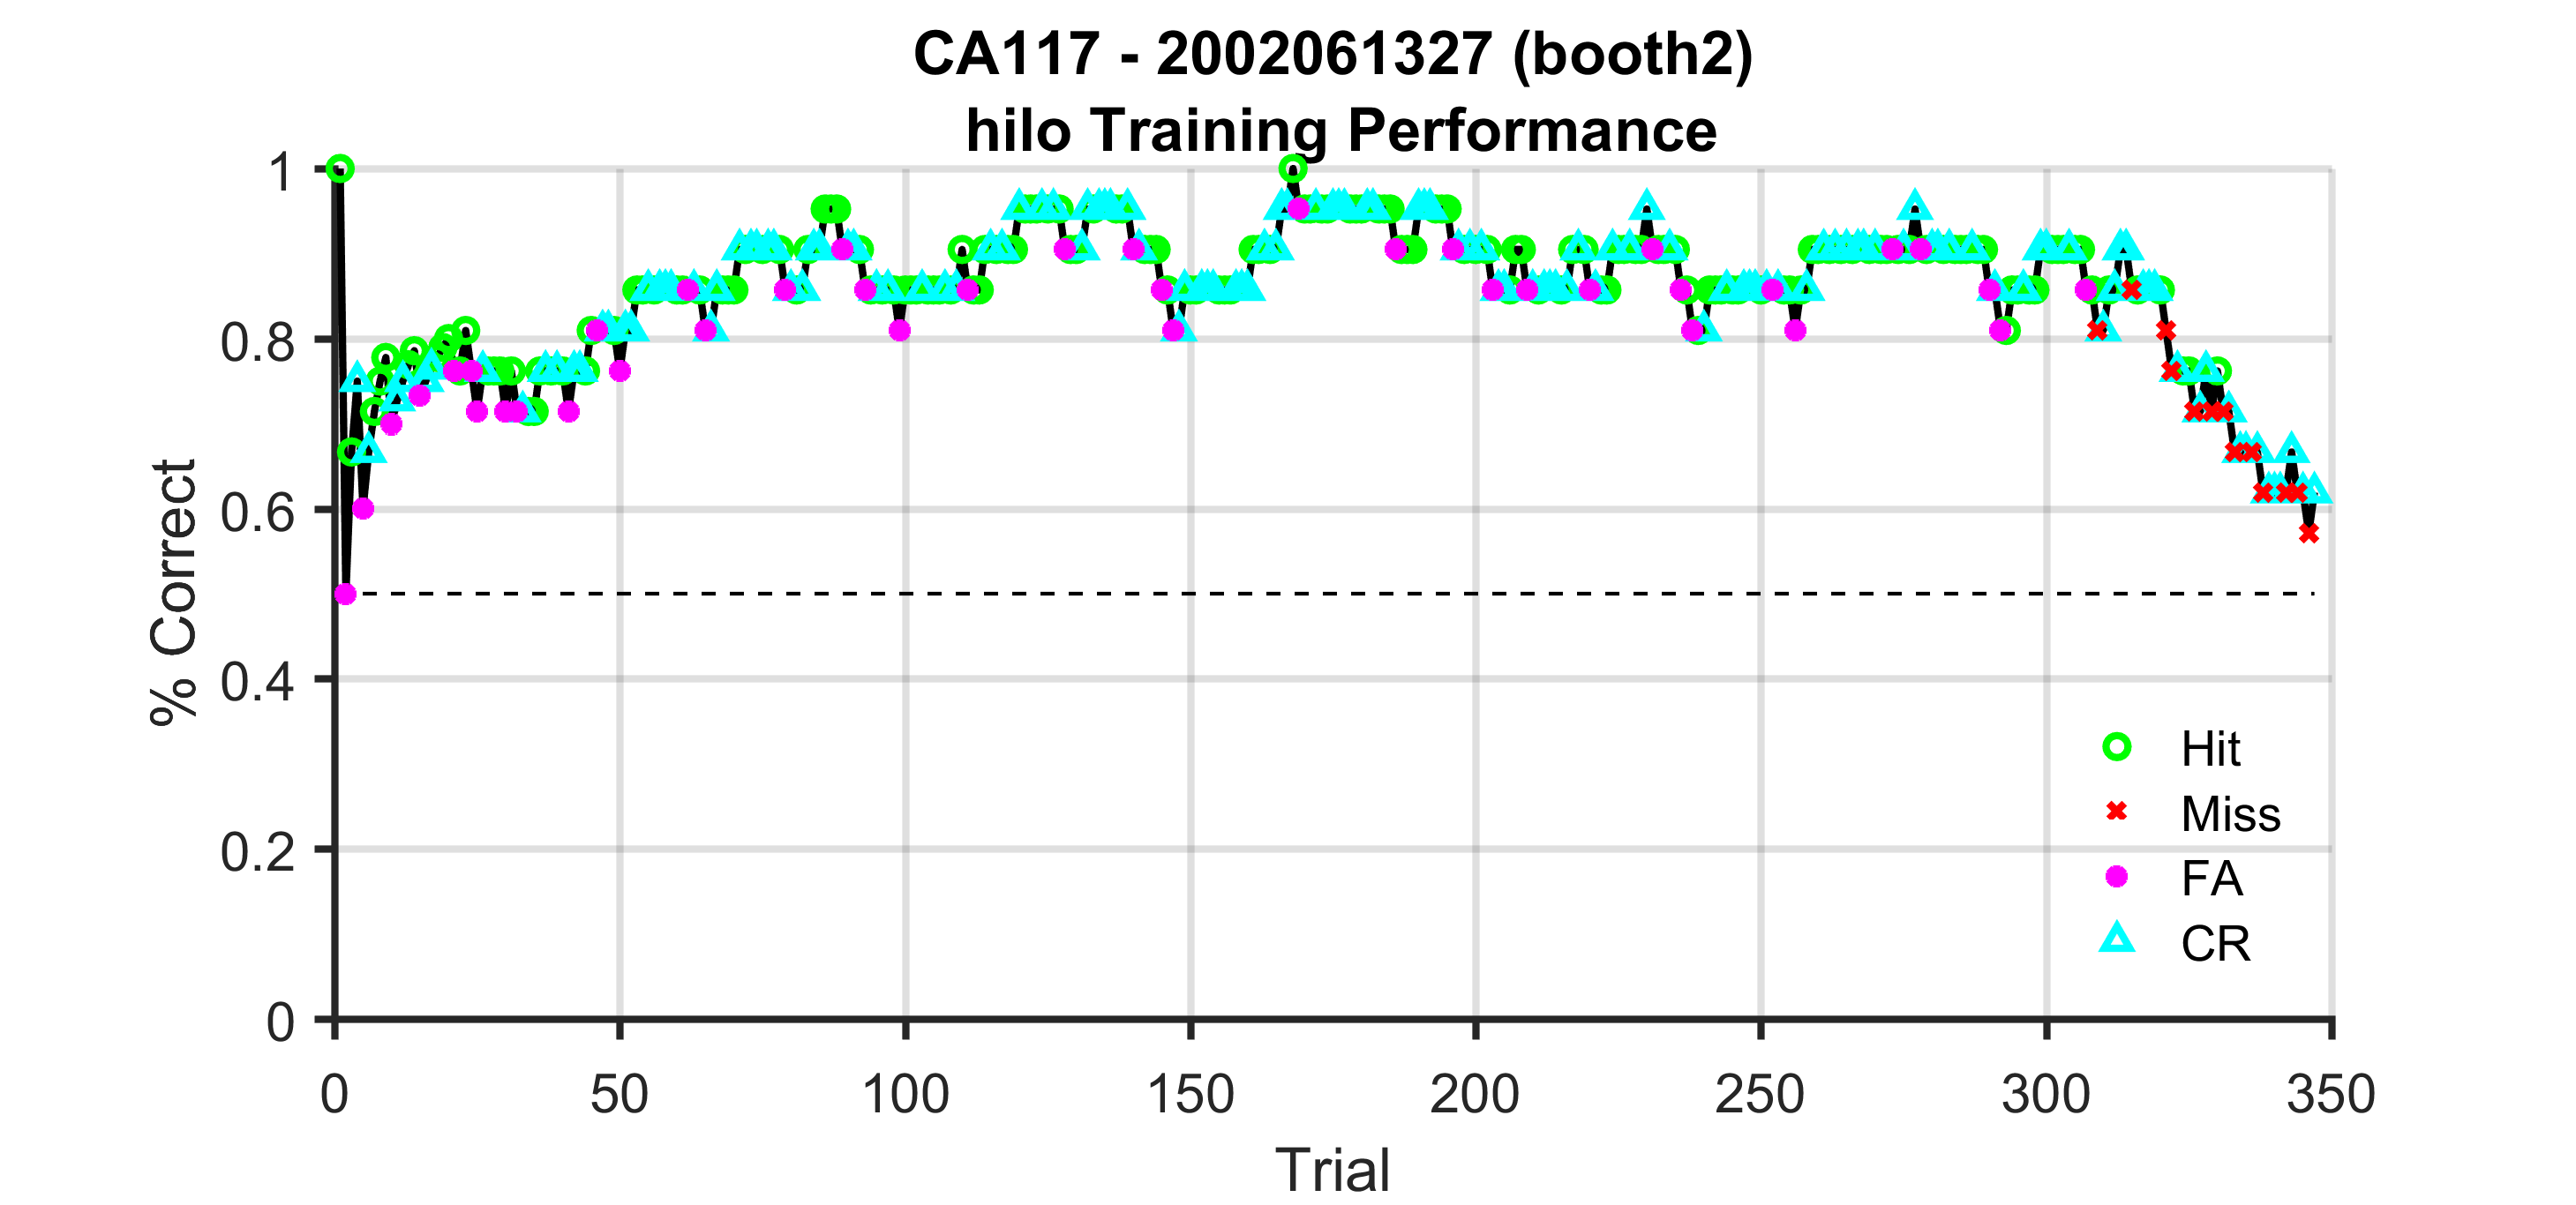 CA117 - 2002061327 (booth2)
hilo Training Performance
% Correct
1
0.8
0.6
0.4
0.2
0
Hit
Miss
FA
CR
0 50 100 150 200 250 300 350
Trial